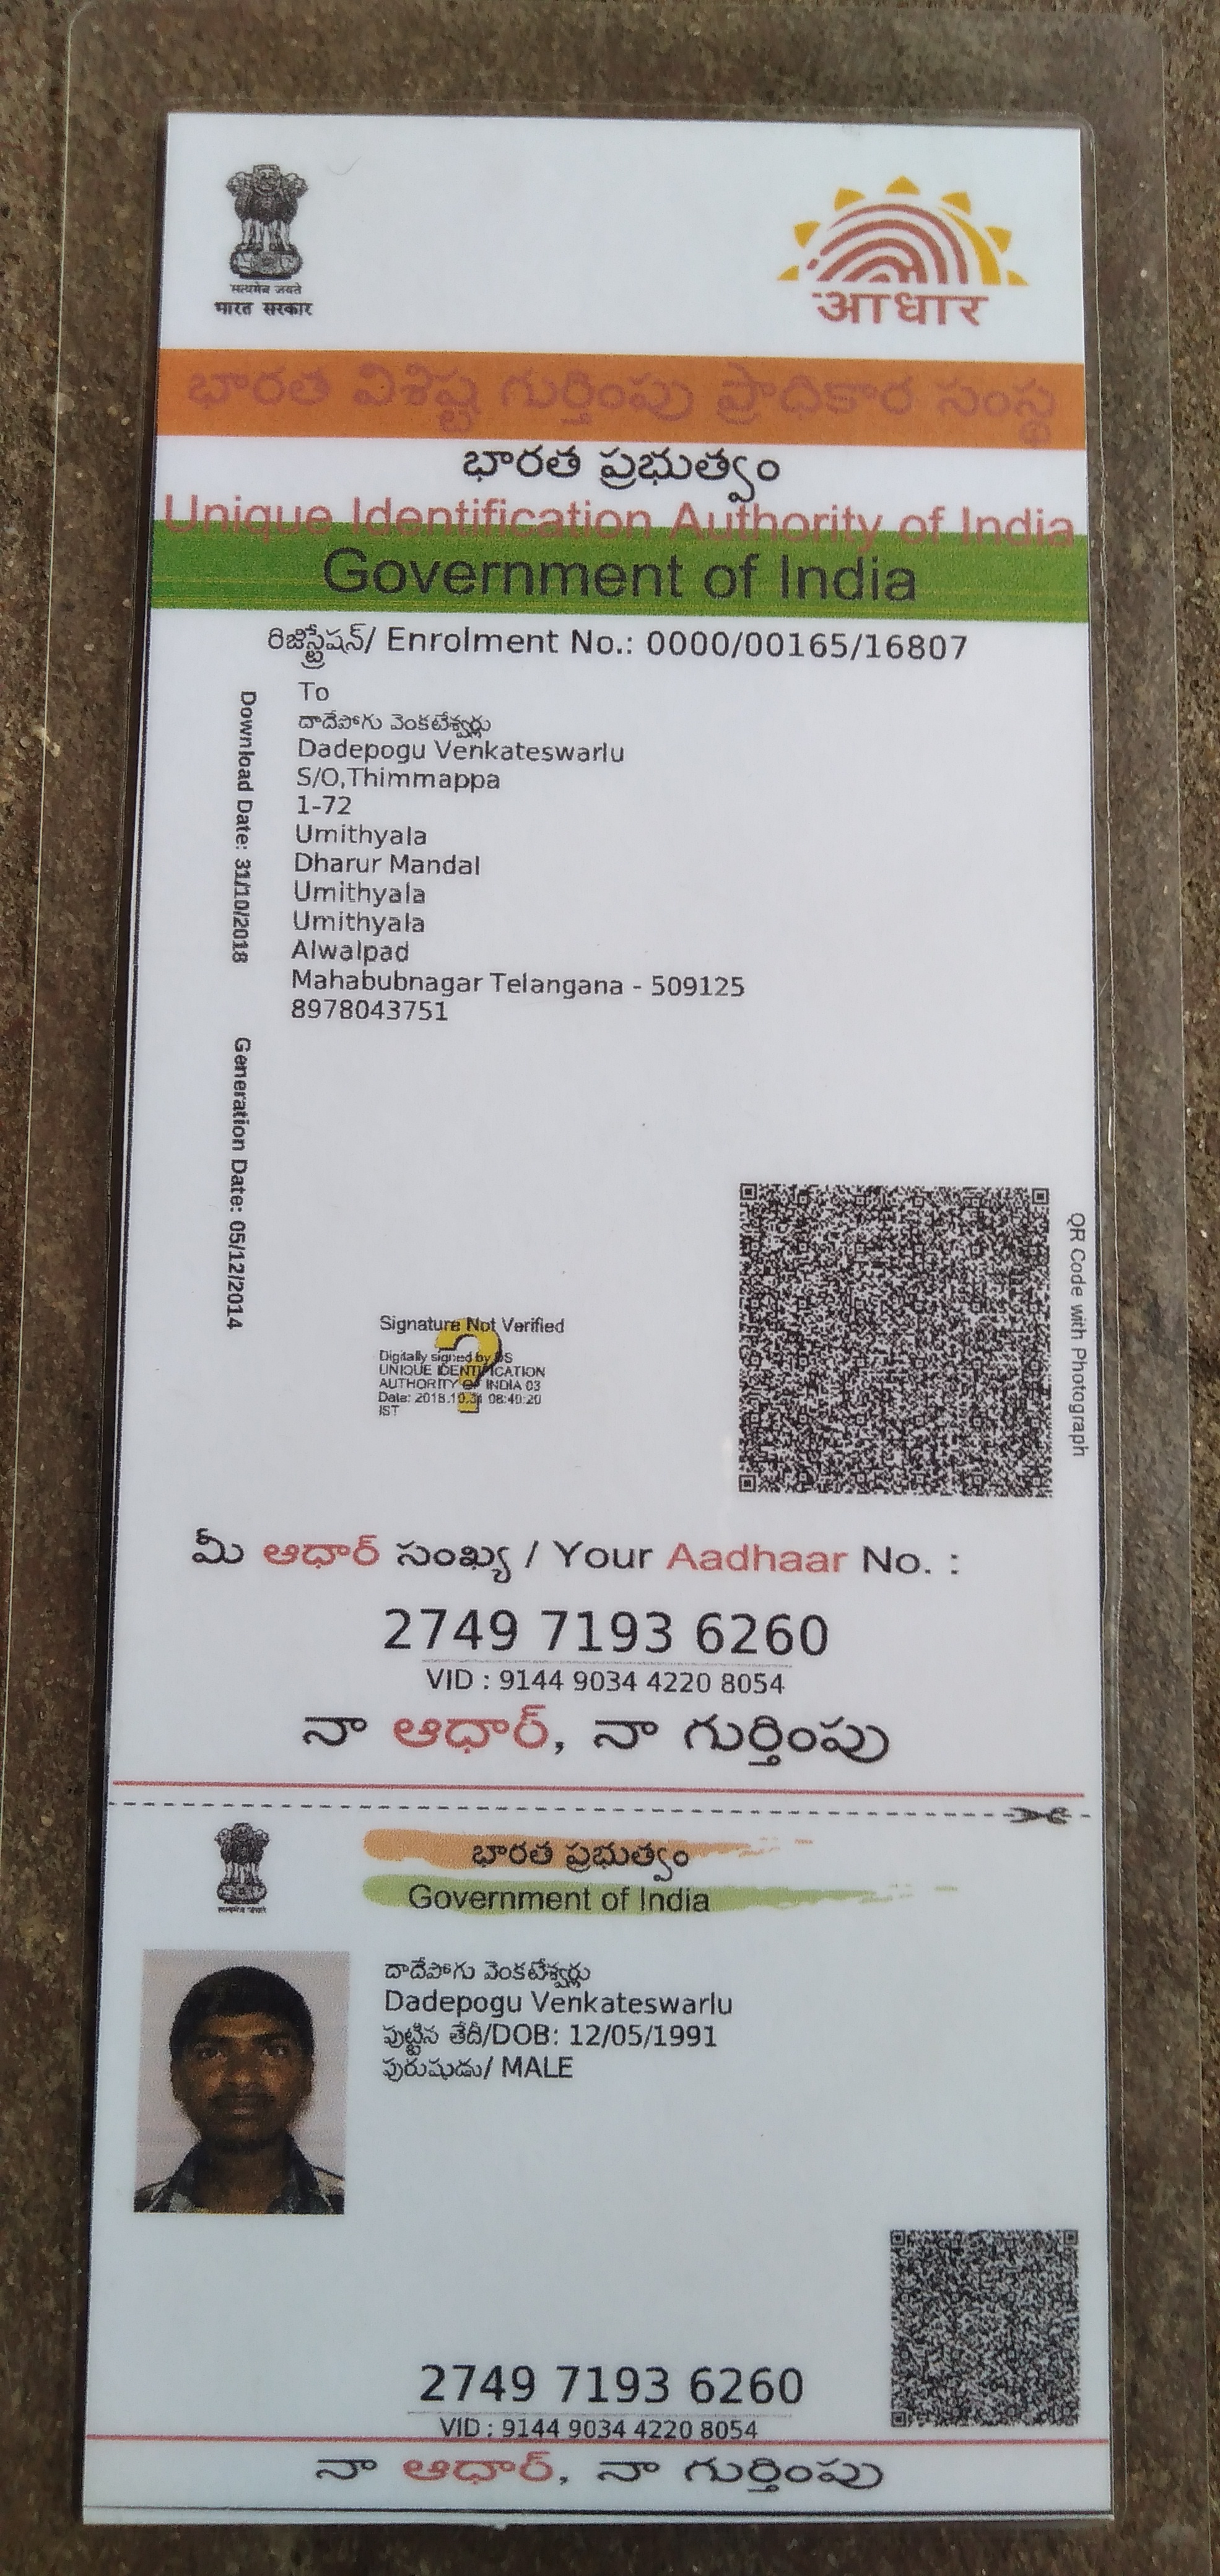 सत्यमेव जयते
भारत सरकार
आधार
భారత విశిష్ట గుర్తింపు ప్రాధికార సంస్థ
భారత ప్రభుత్వం
Unique Identification Authority of India
Government of India
రిజిస్ట్రేషన్/ Enrolment No.: 0000/00165/16807
To
దాదేపోగు వెంకటేశ్వర్లు
Dadepogu Venkateswarlu
S/O,Thimmappa
1-72
Umithyala
Dharur Mandal
Umithyala
Umithyala
Alwalpad
Mahabubnagar Telangana - 509125
8978043751
Download Date: 31/10/2018
Generation Date: 05/12/2014
Signature Not Verified
Digitally signed by DS
UNIQUE IDENTIFICATION
AUTHORITY OF INDIA 03
Date: 2018.10.31 08:40:20
IST
QR Code with Photograph
మీ ఆధార్ సంఖ్య / Your Aadhaar No. :
2749 7193 6260
VID : 9144 9034 4220 8054
నా ఆధార్, నా గుర్తింపు
सत्यमेव जयते
భారత ప్రభుత్వం
Government of India
దాదేపోగు వెంకటేశ్వర్లు
Dadepogu Venkateswarlu
పుట్టిన తేదీ/DOB: 12/05/1991
పురుషుడు/ MALE
2749 7193 6260
VID : 9144 9034 4220 8054
నా ఆధార్, నా గుర్తింపు